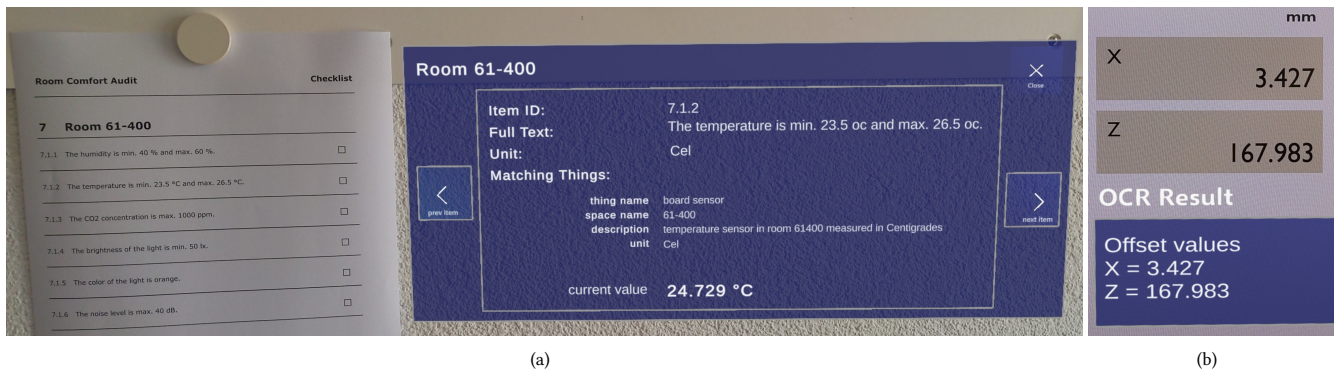 Room Comfort Audit Checklist
7 Room 61-400
7.1.1 The humidity is min. 40 % and max. 60 %.
7.1.2 The temperature is min. 23.5 °C and max. 26.5 °C.
7.1.3 The CO2 concentration is max. 1000 ppm.
7.1.4 The brightness of the light is min. 50 lx.
7.1.5 The color of the light is orange.
7.1.6 The noise level is max. 40 dB.
Room 61-400
Close
Item ID: 7.1.2
Full Text: The temperature is min. 23.5 oc and max. 26.5 oc.
Unit: Cel
Matching Things:
thing name board sensor
space name 61-400
description temperature sensor in room 61400 measured in Centigrades
unit Cel
current value 24.729 °C
prev item
next item
(a)
mm
X 3.427
Z 167.983
OCR Result
Offset values
X = 3.427
Z = 167.983
(b)